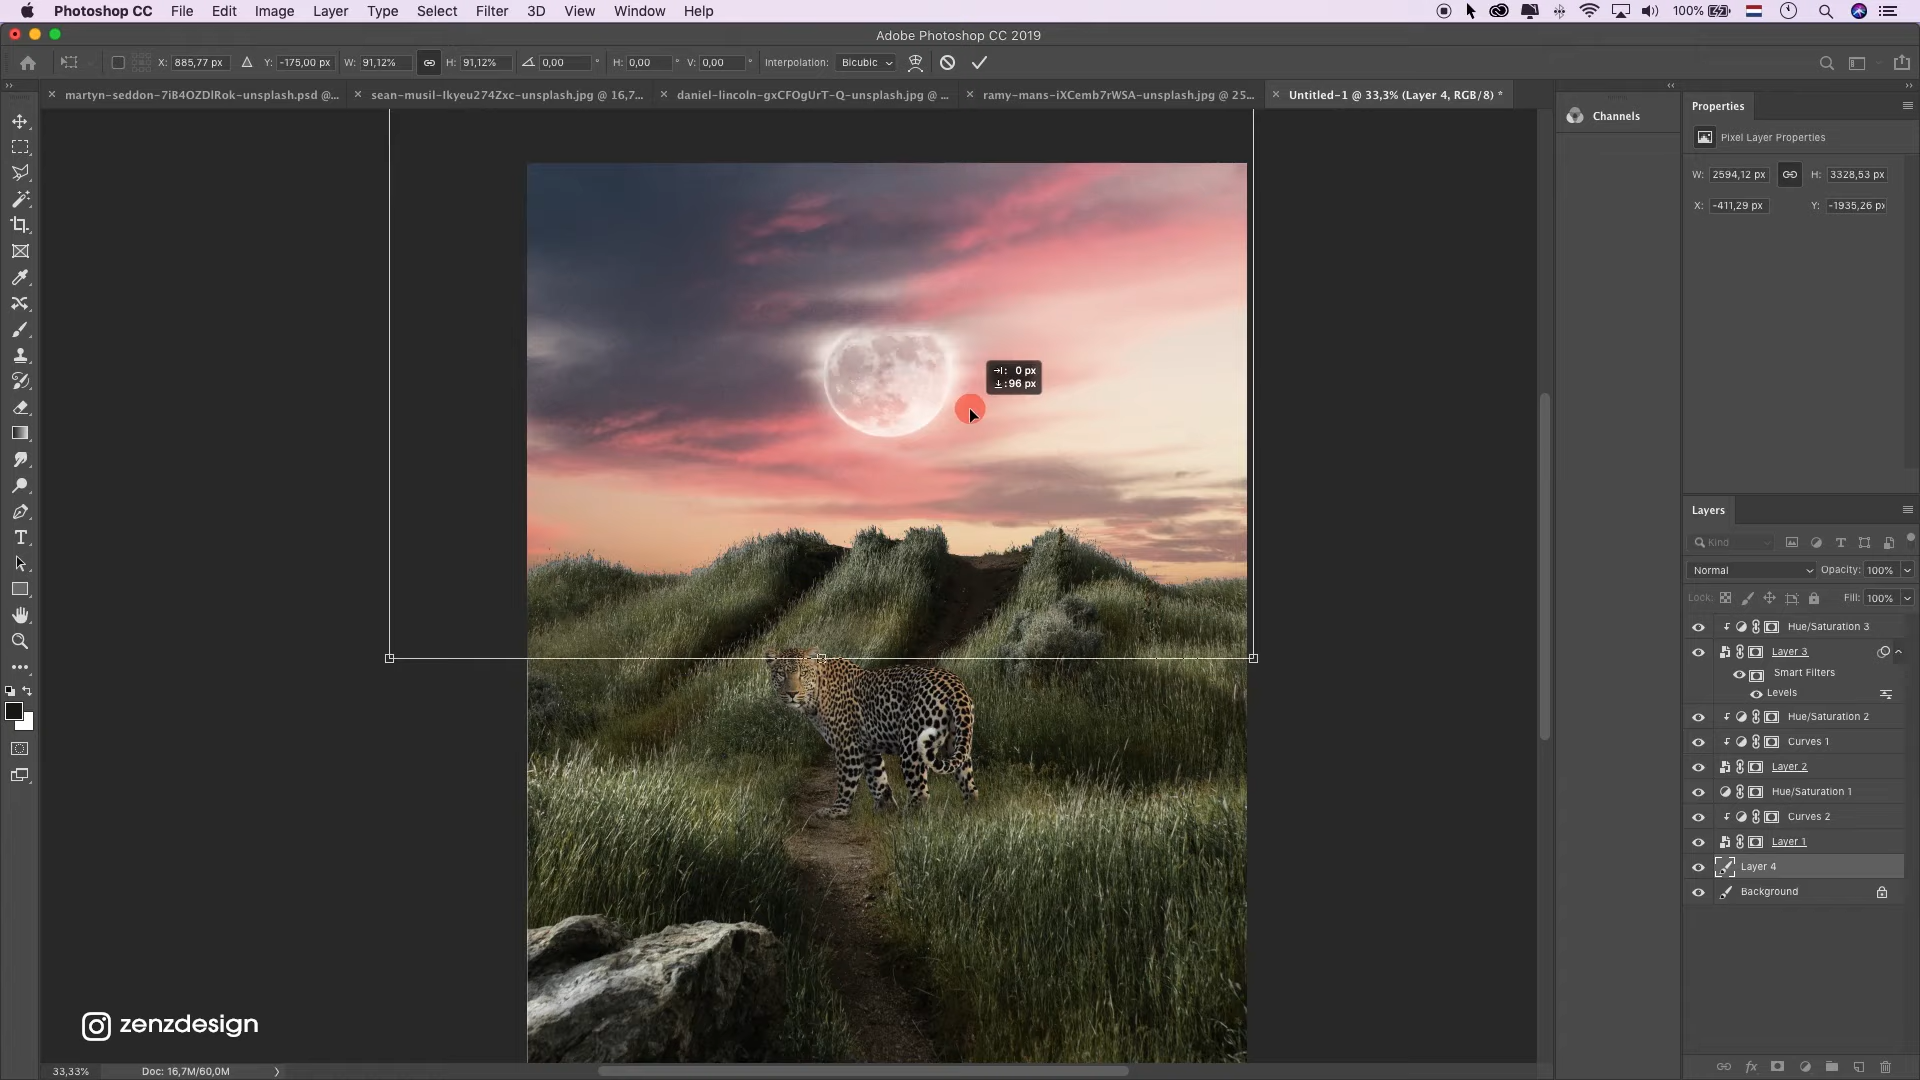 Photoshop CC File Edit Image Layer Type Select Filter 3D View Window Help 100%
Adobe Photoshop CC 2019
X: 885,77 px Y: -175,00 px W: 91,12% H: 91,12% 0,00 ° H: 0,00 ° V: 0,00 ° Interpolation: Bicubic
martyn-seddon-7iB4OZDlRok-unsplash.psd @... sean-musil-Ikyeu274Zxc-unsplash.jpg @ 16,7... daniel-lincoln-gxCFOgUrT-Q-unsplash.jpg @ ... ramy-mans-iXCemb7rWSA-unsplash.jpg @ 25... Untitled-1 @ 33,3% (Layer 4, RGB/8) *
Channels
Properties
Pixel Layer Properties
W: 2594,12 px H: 3328,53 px
X: -411,29 px Y: -1935,26 px
: 0 px
: 96 px
Layers
Kind
Normal Opacity: 100%
Lock: Fill: 100%
Hue/Saturation 3
Layer 3
Smart Filters
Levels
Hue/Saturation 2
Curves 1
Layer 2
Hue/Saturation 1
Curves 2
Layer 1
Layer 4
Background
zenzdesign
33,33% Doc: 16,7M/60,0M